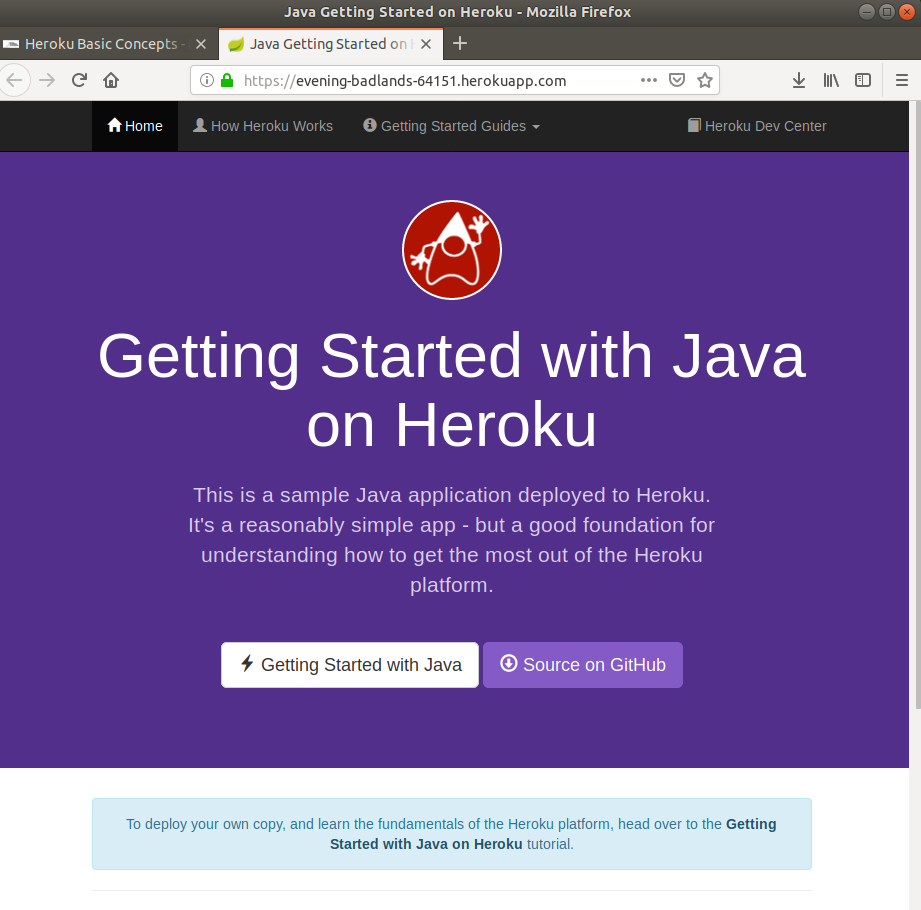 Java Getting Started on Heroku - Mozilla Firefox
Heroku Basic Concepts -
Java Getting Started on
https://evening-badlands-64151.herokuapp.com
Home How Heroku Works Getting Started Guides Heroku Dev Center
Getting Started with Java
on Heroku
This is a sample Java application deployed to Heroku.
It's a reasonably simple app - but a good foundation for
understanding how to get the most out of the Heroku
platform.
Getting Started with Java Source on GitHub
To deploy your own copy, and learn the fundamentals of the Heroku platform, head over to the Getting
Started with Java on Heroku tutorial.